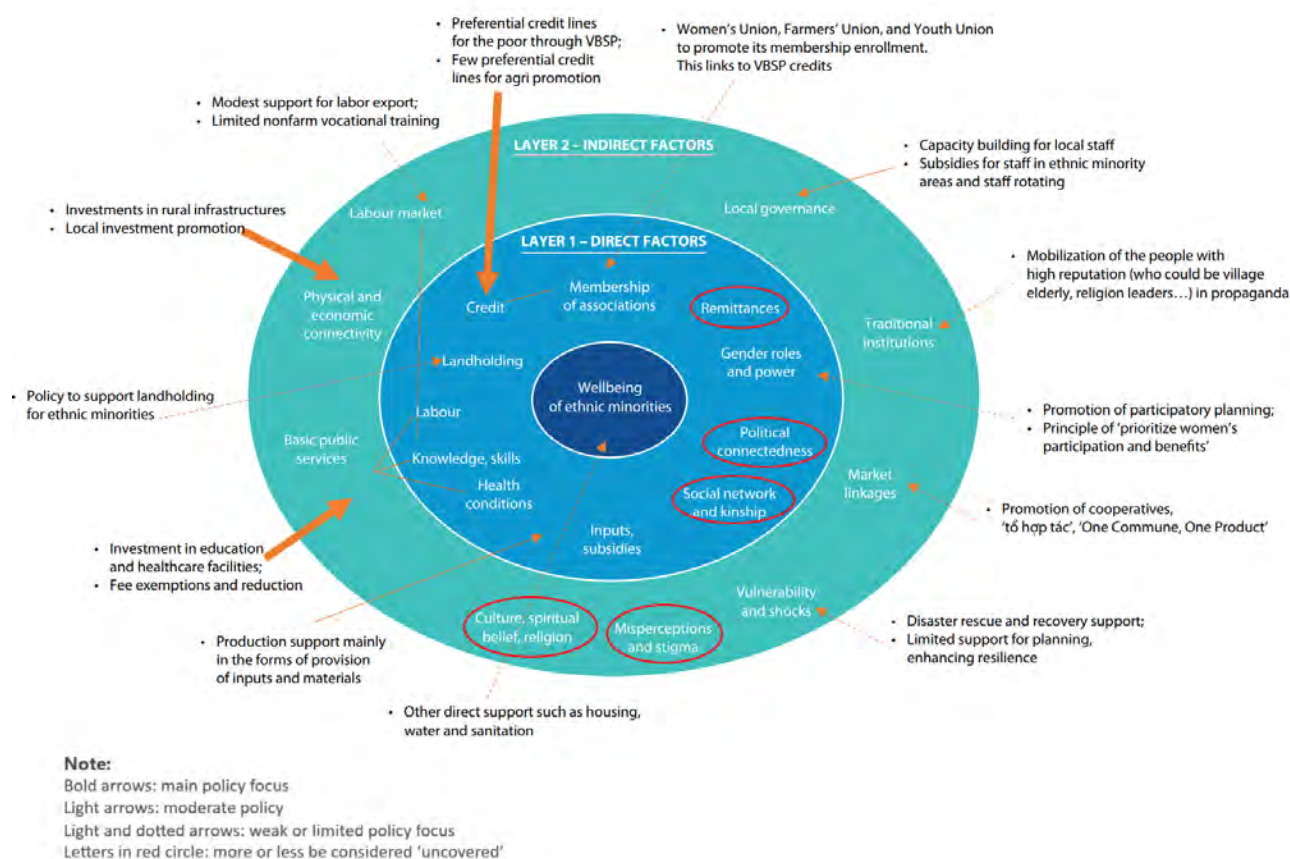 • Preferential credit lines
for the poor through VBSP;
• Few preferential credit
lines for agri promotion
• Women's Union, Farmers' Union, and Youth Union
to promote its membership enrollment.
This links to VBSP credits
• Modest support for labor export;
• Limited nonfarm vocational training
LAYER 2 – INDIRECT FACTORS
• Capacity building for local staff
• Subsidies for staff in ethnic minority
areas and staff rotating
• Investments in rural infrastructures
• Local investment promotion
Labour market
Local governance
LAYER 1 – DIRECT FACTORS
• Mobilization of the people with
high reputation (who could be village
elderly, religion leaders…) in propaganda
Physical and
economic
connectivity
Credit
Membership
of associations
Remittances
Traditional
institutions
Landholding
Gender roles
and power
Wellbeing
of ethnic minorities
• Policy to support landholding
for ethnic minorities
Labour
• Promotion of participatory planning;
• Principle of 'prioritize women's
participation and benefits'
Basic public
services
Knowledge, skills
Political
connectedness
Health
conditions
Social network
and kinship
Market
linkages
• Promotion of cooperatives,
'tổ hợp tác', 'One Commune, One Product'
Inputs,
subsidies
• Investment in education
and healthcare facilities;
• Fee exemptions and reduction
Vulnerability
and shocks
Culture, spiritual
belief, religion
Misperceptions
and stigma
• Disaster rescue and recovery support;
• Limited support for planning,
enhancing resilience
• Production support mainly
in the forms of provision
of inputs and materials
• Other direct support such as housing,
water and sanitation
Note:
Bold arrows: main policy focus
Light arrows: moderate policy
Light and dotted arrows: weak or limited policy focus
Letters in red circle: more or less be considered 'uncovered'